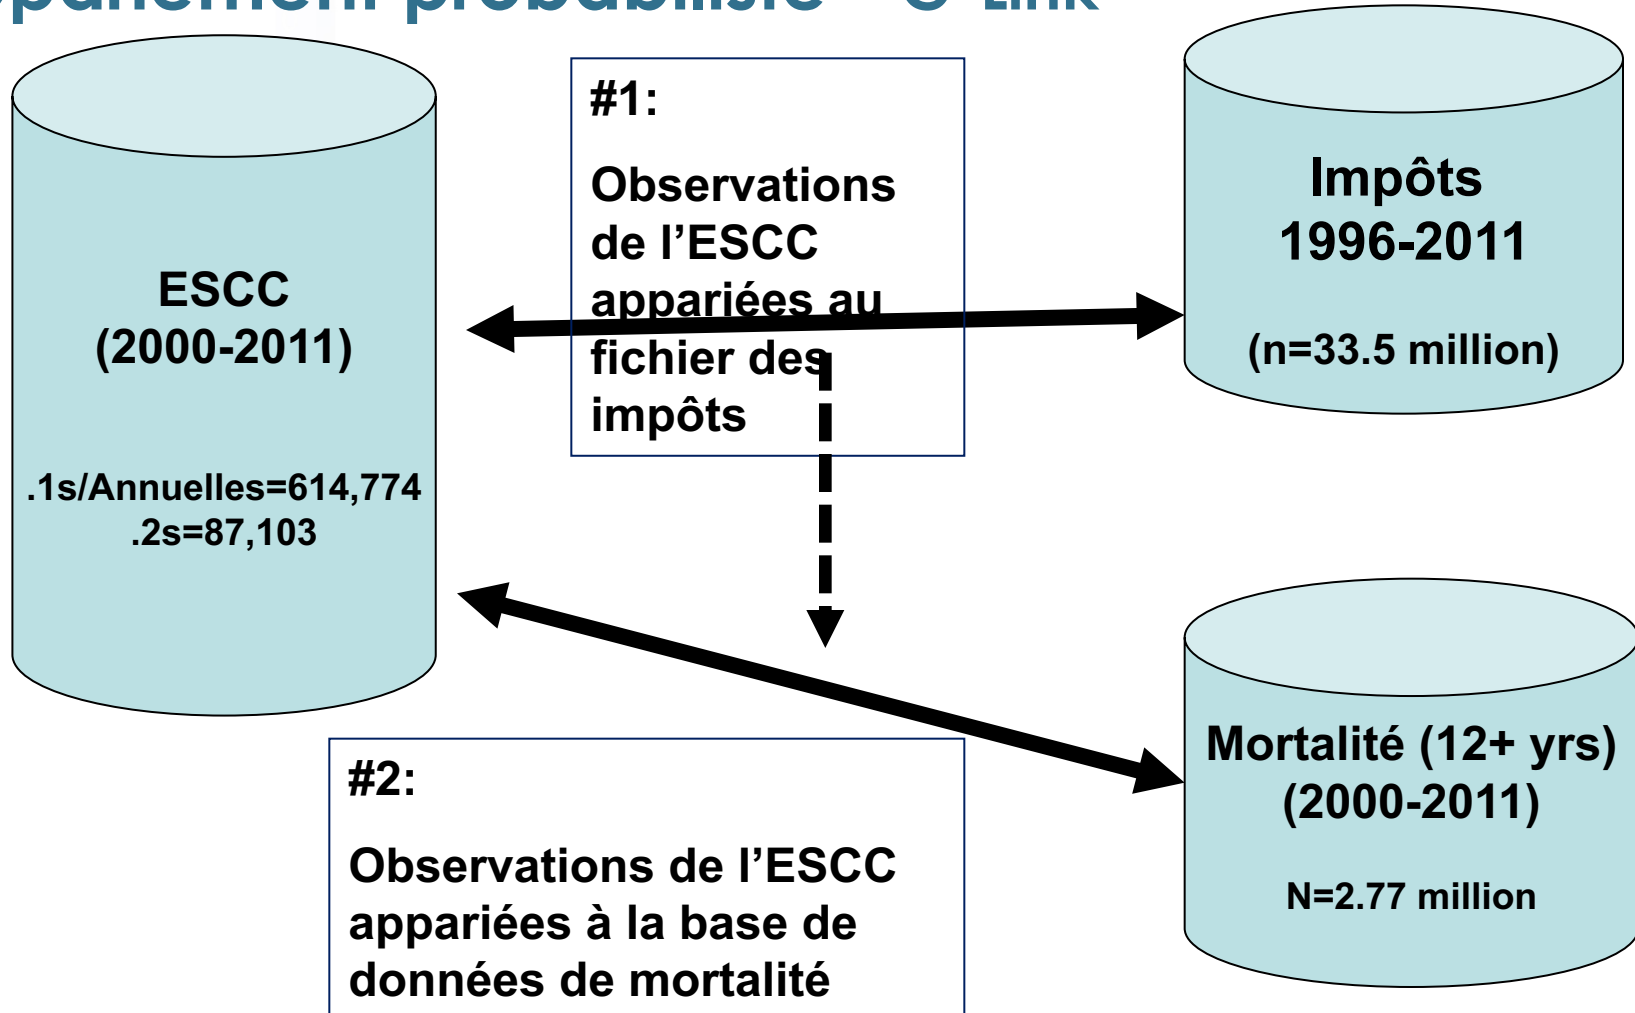 probabiliste
ESCC
(2000-2011)
.1s/Annuelles=614,774
.2s=87,103
#1:
Observations
de l’ESCC
appariées au
fichier des
impôts
Impôts
1996-2011
(n=33.5 million)
#2:
Observations de l’ESCC
appariées à la base de
données de mortalité
Mortalité (12+ yrs)
(2000-2011)
N=2.77 million